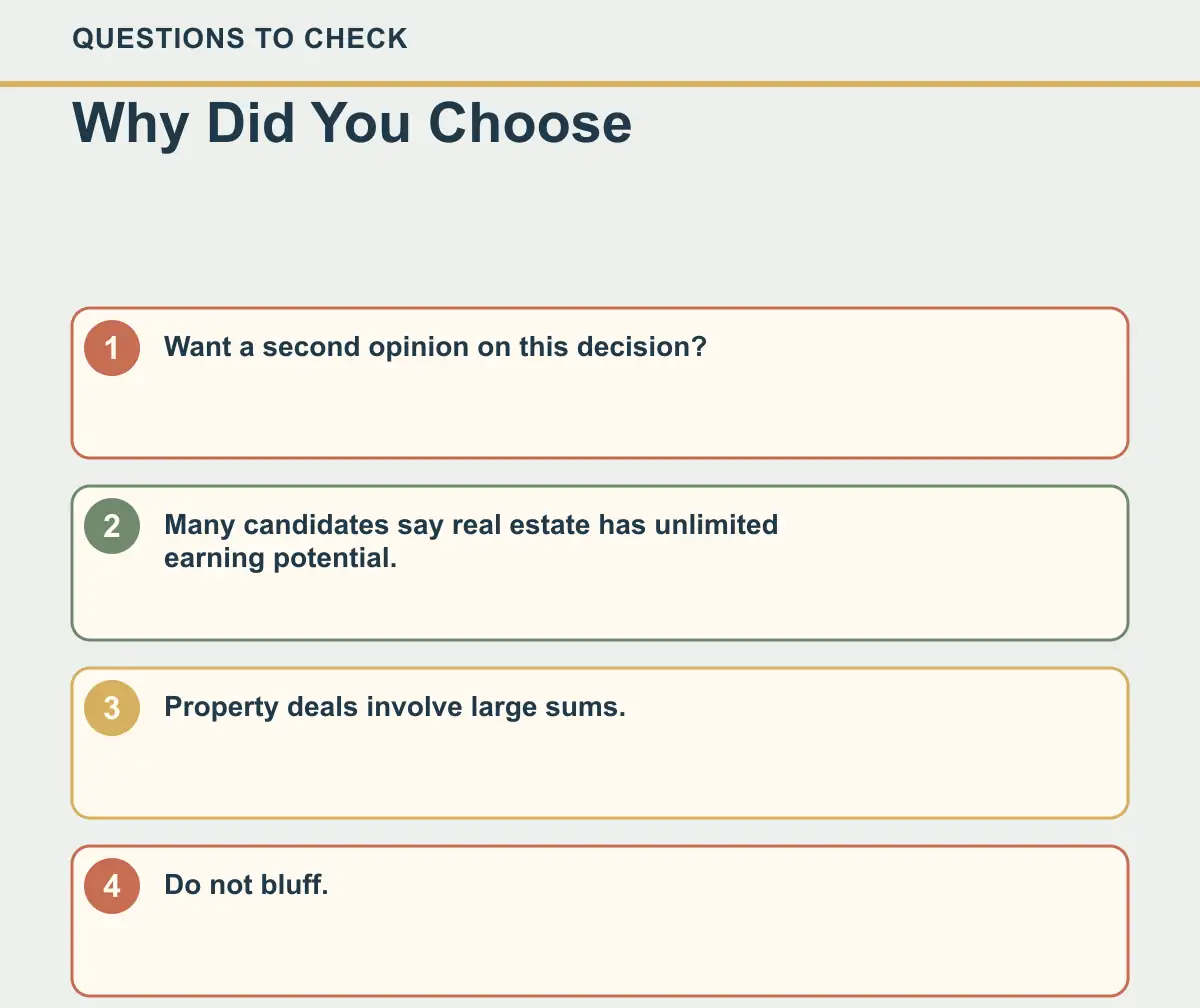 QUESTIONS TO CHECK
Why Did You Choose
1
Want a second opinion on this decision?
2
Many candidates say real estate has unlimited
earning potential.
3
Property deals involve large sums.
4
Do not bluff.